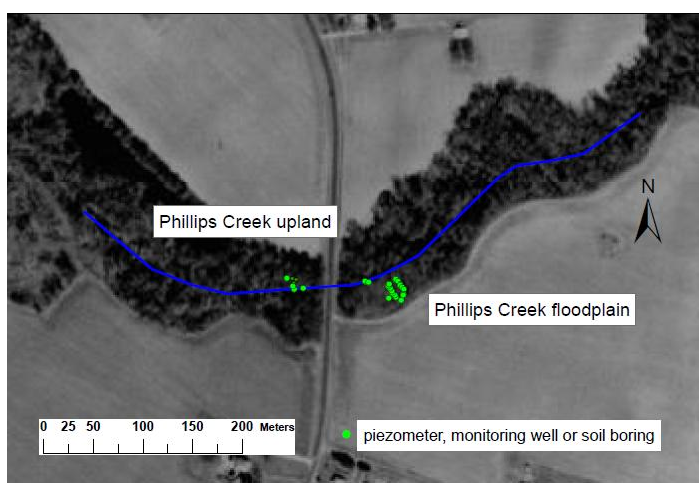 Phillips Creek upland
N
Phillips Creek floodplain
0 25 50 100 150 200 Meters
piezometer, monitoring well or soil boring